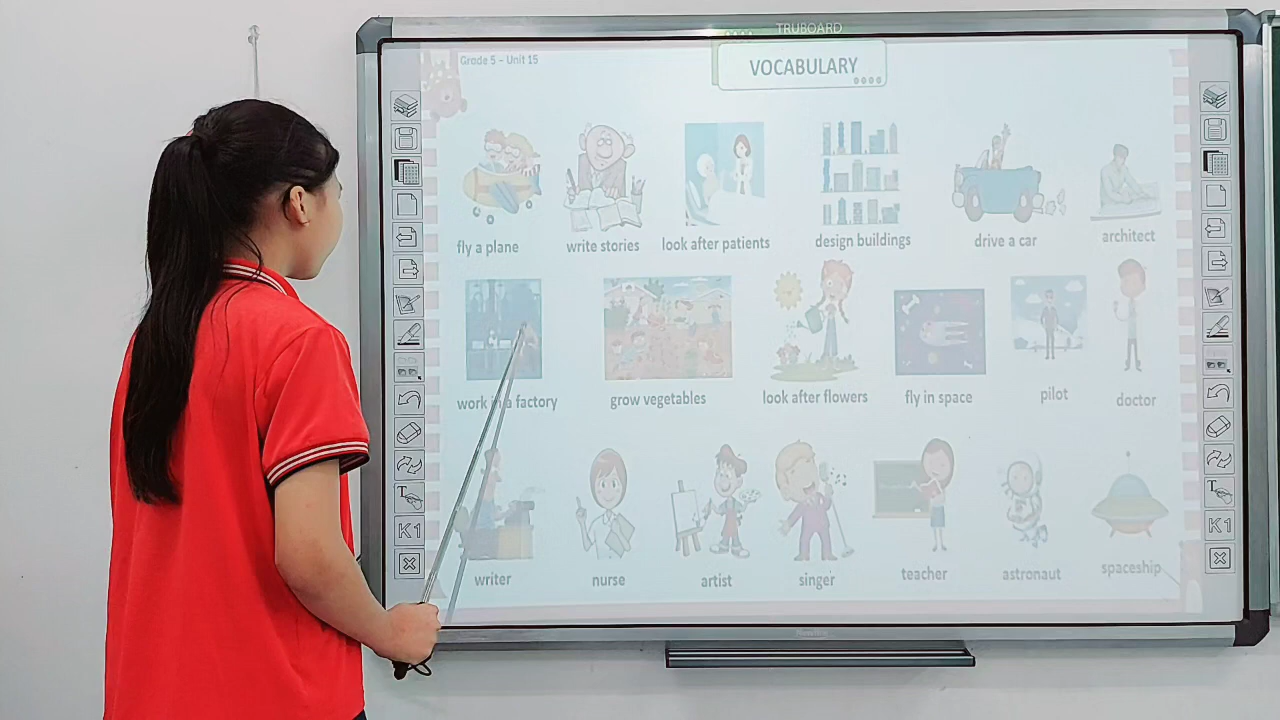 TRUBOARD
Grade 5 – Unit 15
VOCABULARY
fly a plane
write stories
look after patients
design buildings
drive a car
architect
work in a factory
grow vegetables
look after flowers
fly in space
pilot
doctor
writer
nurse
artist
singer
teacher
astronaut
spaceship
K1
K1